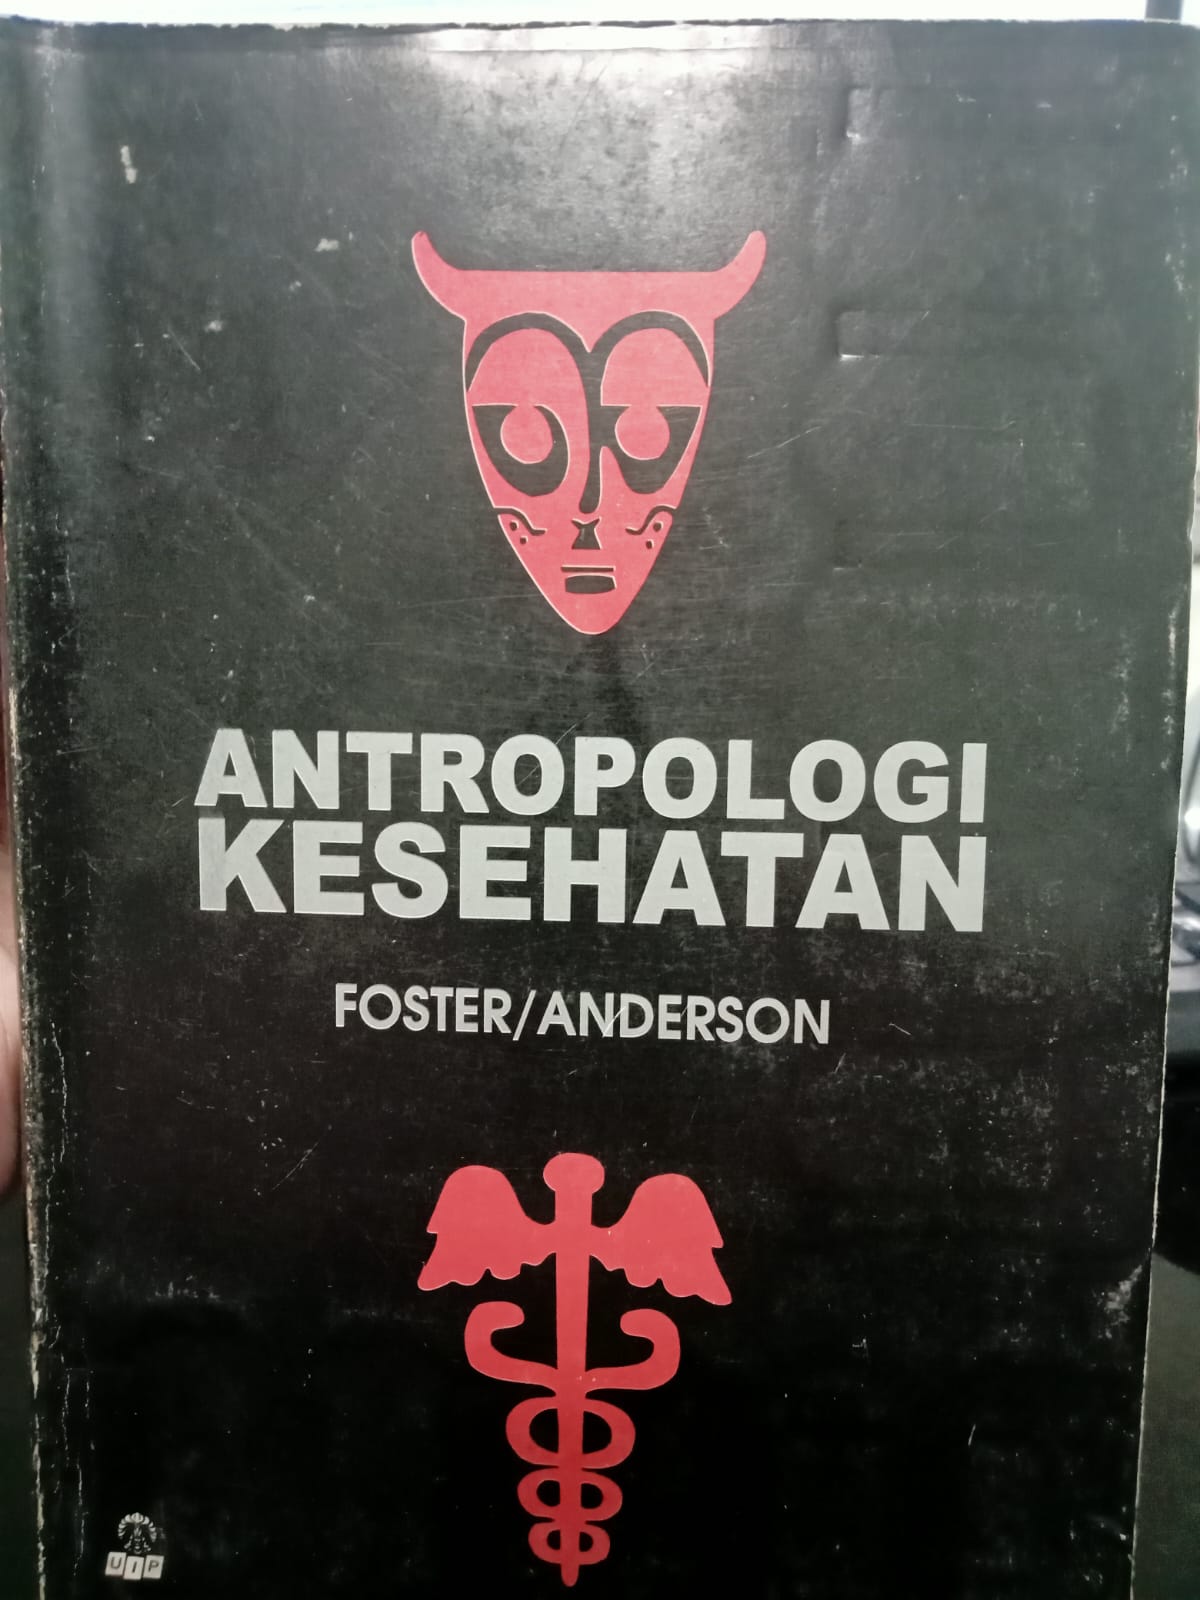 ANTROPOLOGI
KESEHATAN
FOSTER/ANDERSON
UIP